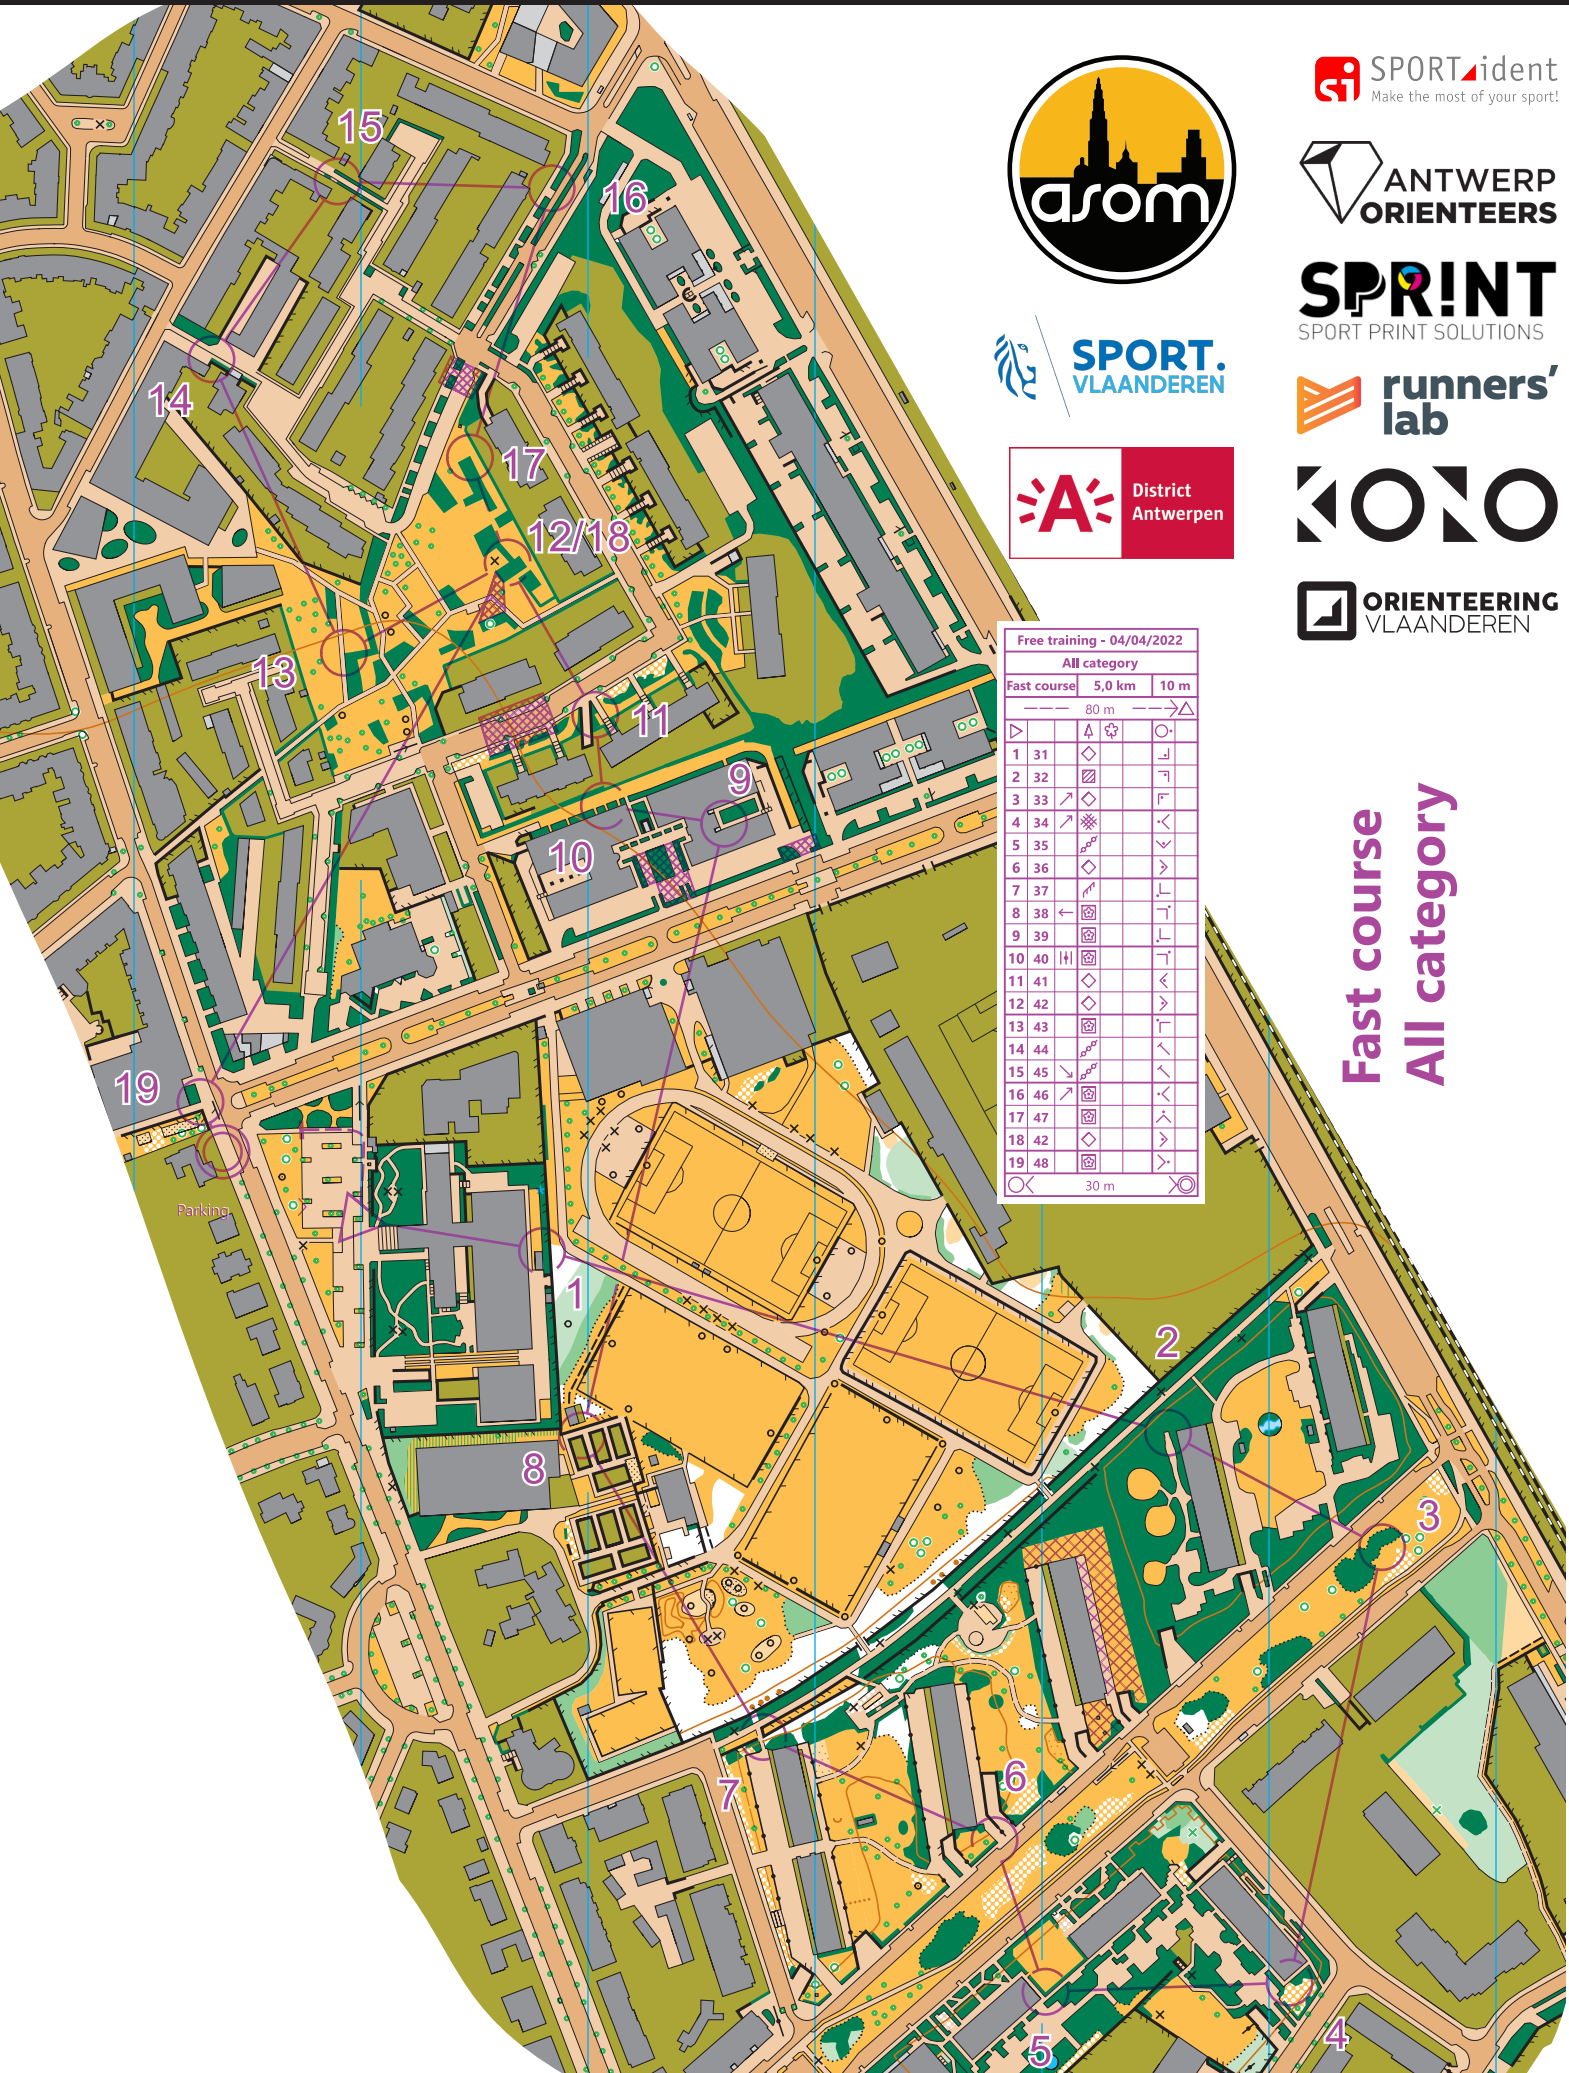 asom
SPORT ident
Make the most of your sport!
ANTWERP
ORIENTEERS
SPR!NT
SPORT PRINT SOLUTIONS
SPORT.
VLAANDEREN
runners'
lab
A
District
Antwerpen
KONO
ORIENTEERING
VLAANDEREN
15
16
14
17
12/18
13
11
9
10
19
Parking
1
2
8
3
7
6
4
5
Free training - 04/04/2022
All category
Fast course 5,0 km 10 m
80 m
1 31
2 32
3 33
4 34
5 35
6 36
7 37
8 38
9 39
10 40
11 41
12 42
13 43
14 44
15 45
16 46
17 47
18 42
19 48
30 m
Fast course
All category